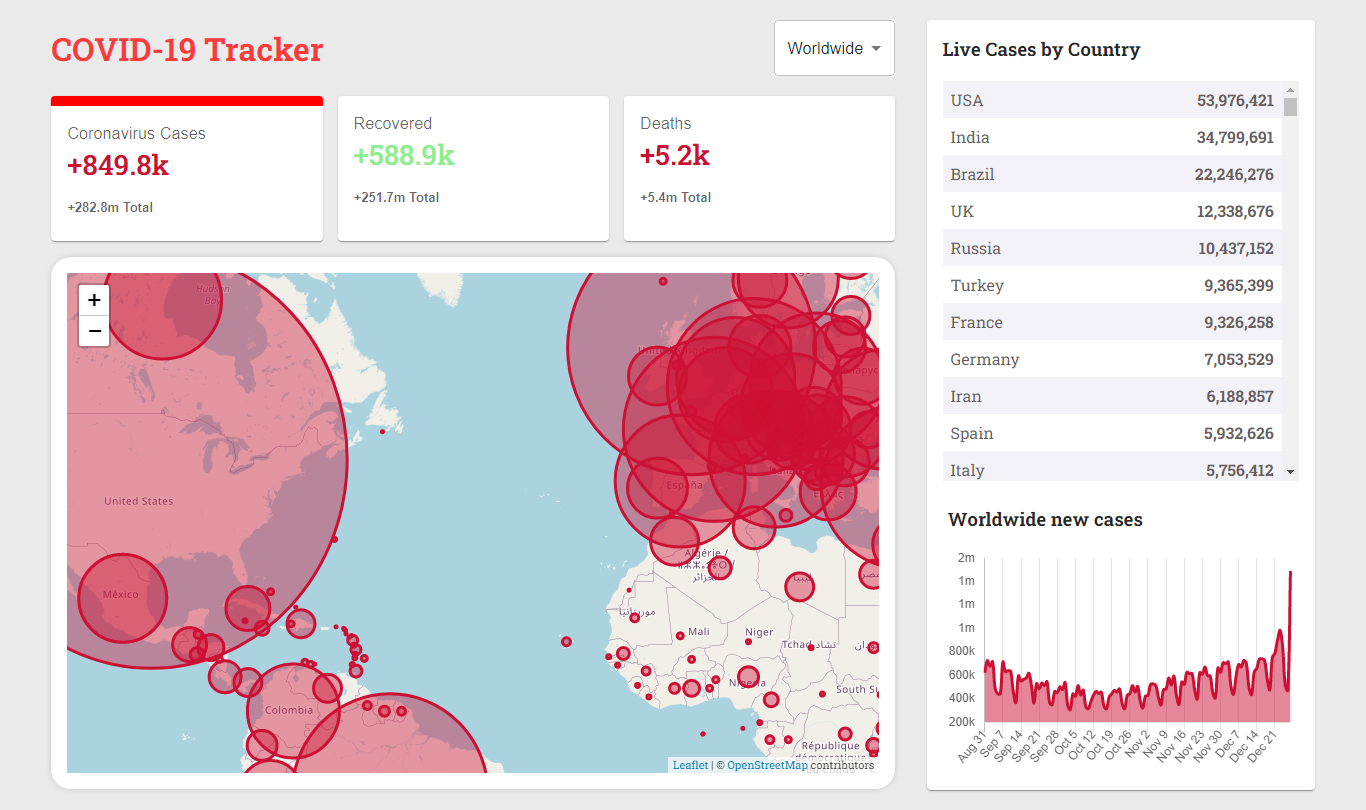 COVID-19 Tracker
Worldwide
Coronavirus Cases
+849.8k
+282.8m Total
Recovered
+588.9k
+251.7m Total
Deaths
+5.2k
+5.4m Total
+
−
Hudson
Bay
United States
México
Colombia
España
Algérie /
الجزائر
ليبيا
مصر
موريتانيا
Mali
Niger
Tchad تشاد
Nigeria
South S
République
démocratique
Leaflet | © OpenStreetMap contributors
Live Cases by Country
USA 53,976,421
India 34,799,691
Brazil 22,246,276
UK 12,338,676
Russia 10,437,152
Turkey 9,365,399
France 9,326,258
Germany 7,053,529
Iran 6,188,857
Spain 5,932,626
Italy 5,756,412
Worldwide new cases
2m
1m
1m
1m
800k
600k
400k
200k
Aug 31
Sep 7
Sep 14
Sep 21
Sep 28
Oct 5
Oct 12
Oct 19
Oct 26
Nov 2
Nov 9
Nov 16
Nov 23
Nov 30
Dec 7
Dec 14
Dec 21